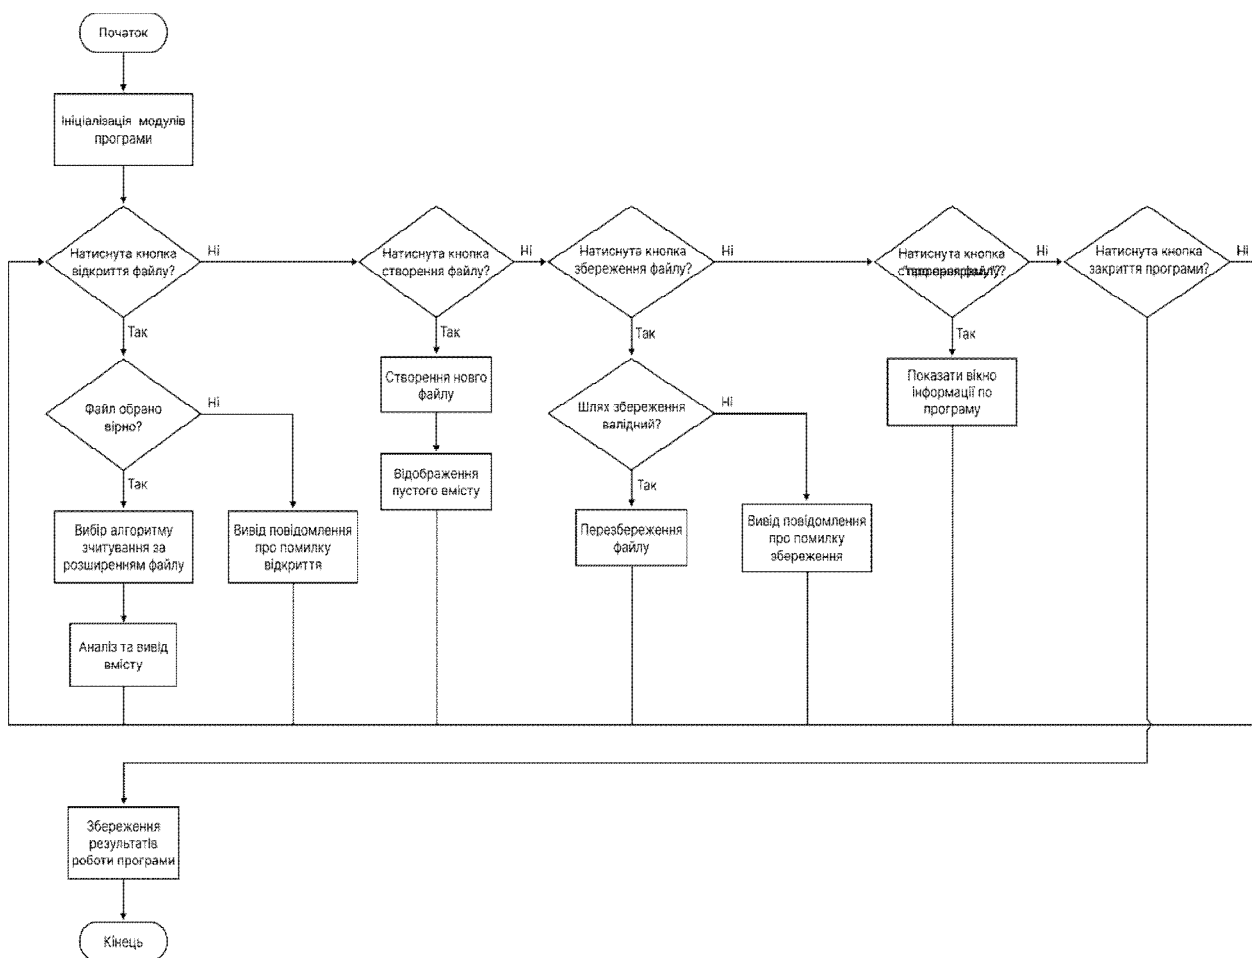 Початок
Ініціалізація модулів
програми
Натиснута кнопка
відкриття файлу?
Ні
Натиснута кнопка
створення файлу?
Ні
Натиснута кнопка
збереження файлу?
Ні
Натиснута кнопка
Ні
Натиснута кнопка
закриття програми?
Ні
Так
Так
Так
Так
Файл обрано
вірно?
Ні
Створення новго
файлу
Шлях збереження
валідний?
Ні
Показати вікно
інформації по
програму
Так
Відображення
пустого вмісту
Так
Вибір алгоритму
зчитування за
розширенням файлу
Вивід повідомлення
про помилку
відкриття
Перезбереження
файлу
Вивід повідомлення
про помилку
збереження
Аналіз та вивід
вмісту
Збереження
результатів
роботи програми
Кінець